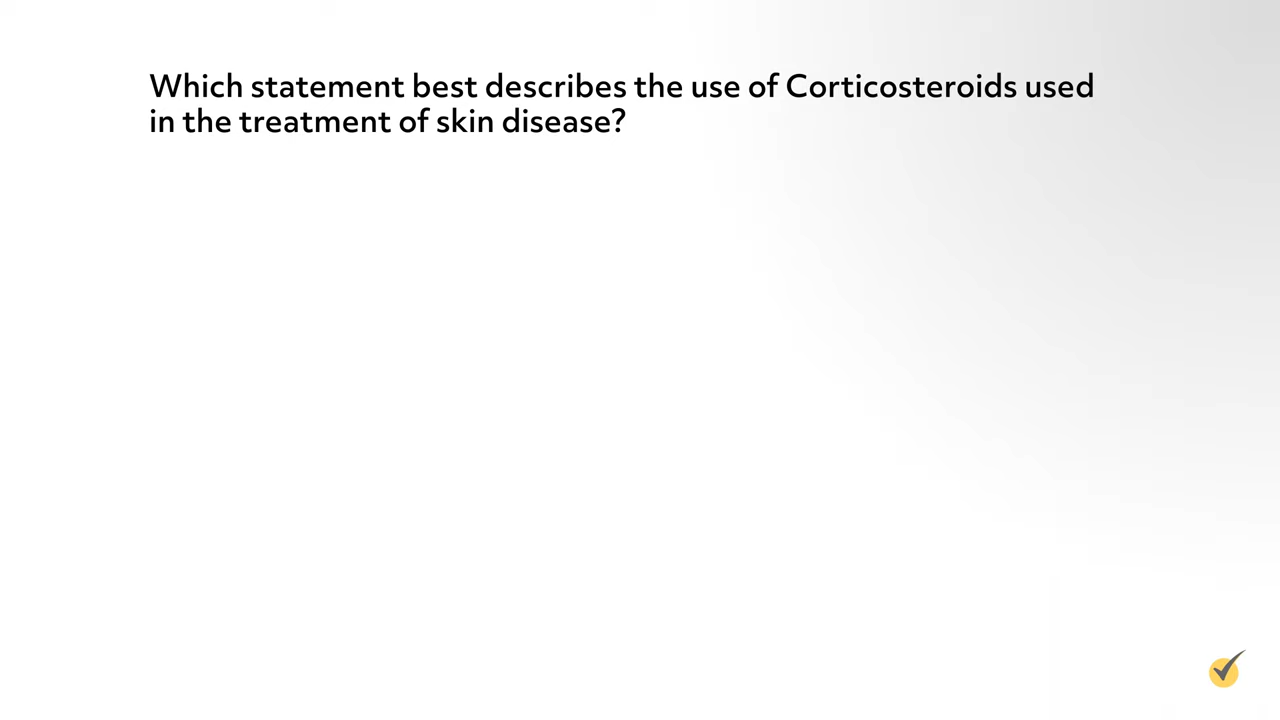 Which statement best describes the use of Corticosteroids used
in the treatment of skin disease?